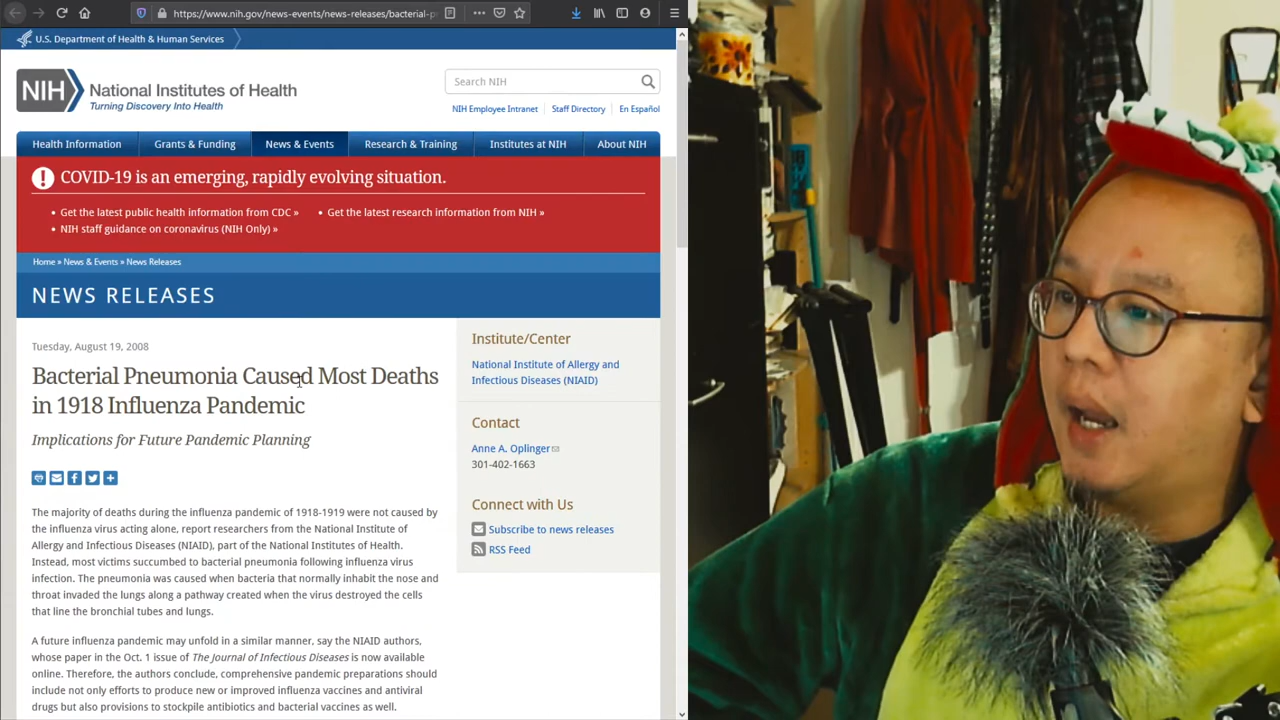 https://www.nih.gov/news-events/news-releases/bacterial-p
U.S. Department of Health & Human Services
NIH
National Institutes of Health
Turning Discovery Into Health
Search NIH
NIH Employee Intranet
Staff Directory
En Español
Health Information
Grants & Funding
News & Events
Research & Training
Institutes at NIH
About NIH
COVID-19 is an emerging, rapidly evolving situation.
• Get the latest public health information from CDC »
• Get the latest research information from NIH »
• NIH staff guidance on coronavirus (NIH Only) »
Home » News & Events » News Releases
NEWS RELEASES
Tuesday, August 19, 2008
Bacterial Pneumonia Caused Most Deaths
in 1918 Influenza Pandemic
Implications for Future Pandemic Planning
The majority of deaths during the influenza pandemic of 1918-1919 were not caused by
the influenza virus acting alone, report researchers from the National Institute of
Allergy and Infectious Diseases (NIAID), part of the National Institutes of Health.
Instead, most victims succumbed to bacterial pneumonia following influenza virus
infection. The pneumonia was caused when bacteria that normally inhabit the nose and
throat invaded the lungs along a pathway created when the virus destroyed the cells
that line the bronchial tubes and lungs.
A future influenza pandemic may unfold in a similar manner, say the NIAID authors,
whose paper in the Oct. 1 issue of The Journal of Infectious Diseases is now available
online. Therefore, the authors conclude, comprehensive pandemic preparations should
include not only efforts to produce new or improved influenza vaccines and antiviral
drugs but also provisions to stockpile antibiotics and bacterial vaccines as well.
Institute/Center
National Institute of Allergy and
Infectious Diseases (NIAID)
Contact
Anne A. Oplinger
301-402-1663
Connect with Us
Subscribe to news releases
RSS Feed